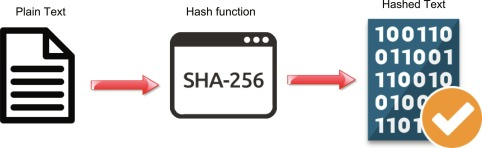 Plain Text
Hash function
Hashed Text
SHA-256
100110
011001
110010
0100
1101